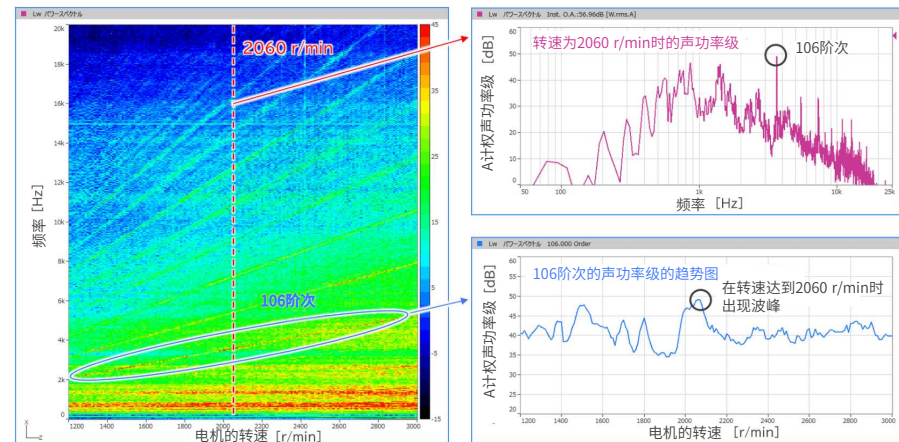 Lw パワースペクトル
20k
18k
16k
14k
12k
10k
8k
6k
4k
2k
0
频率［Hz］
2060 r/min
106阶次
45
35
25
15
5
-5
-15
1200 1400 1600 1800 2000 2200 2400 2600 2800 3000
电机的转速［r/min］
x
z
Lw パワースペクトル Inst. O.A.:56.96dB [W.rms.A]
转速为2060 r/min时的声功率级
106阶次
A计权声功率级［dB］
60
50
40
30
20
10
0
50 100 1k 10k 25k
频率［Hz］
Lw パワースペクトル 106.000 Order
106阶次的声功率级的趋势图
在转速达到2060 r/min时
出现波峰
A计权声功率级［dB］
60
55
50
45
40
35
30
25
20
1200 1400 1600 1800 2000 2200 2400 2600 2800 3000
电机的转速［r/min］